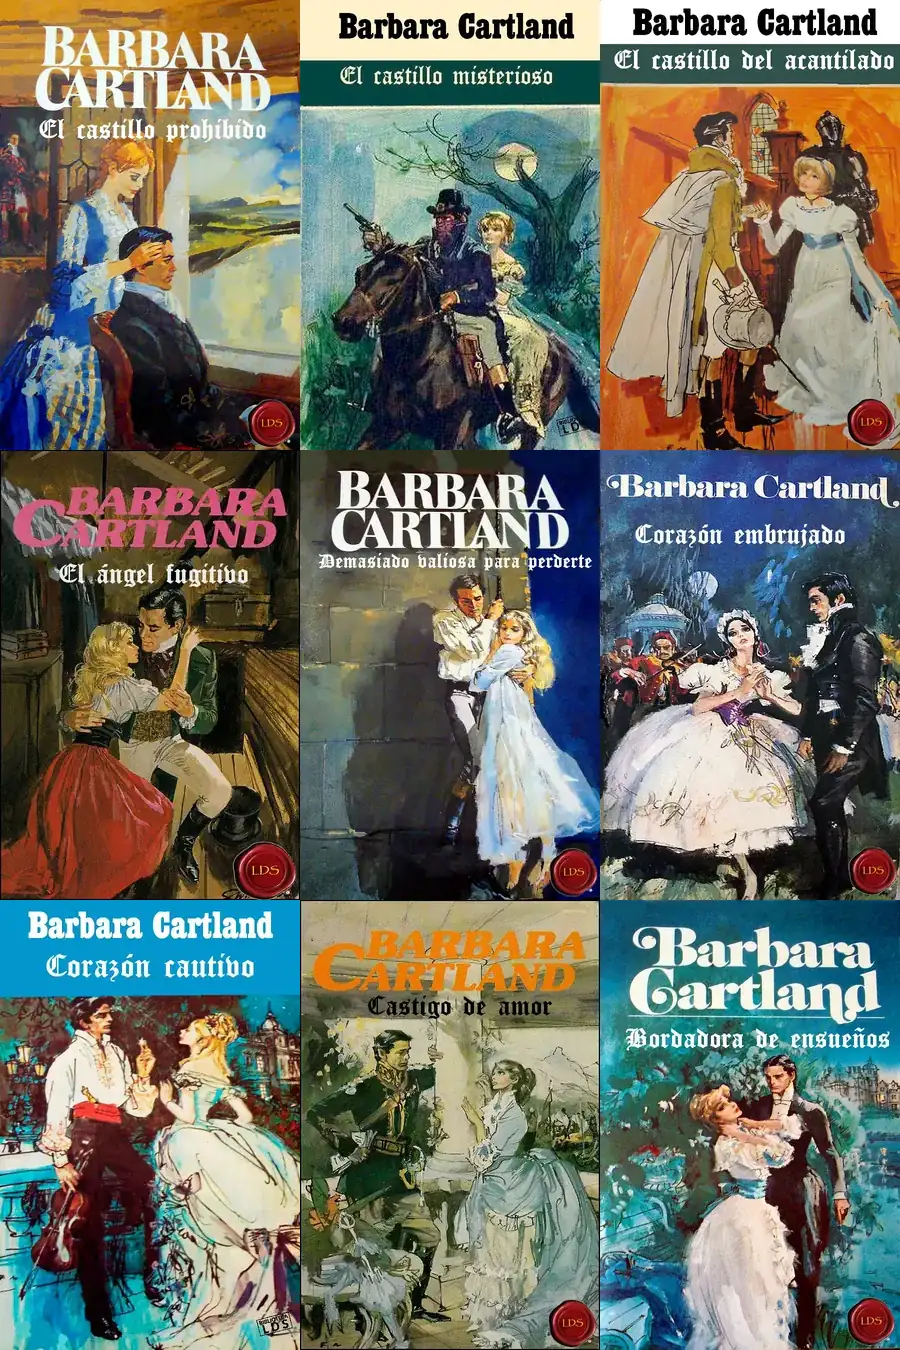 BARBARA
CARTLAND
El castillo prohibido
LDS
Barbara Cartland
El castillo misterioso
BIBLIOTECA
LDS
Barbara Cartland
El castillo del acantilado
LDS
BARBARA
CARTLAND
El ángel fugitivo
LDS
BARBARA
CARTLAND
Demasiado valiosa para perderte
LDS
Barbara Cartland
Corazón embrujado
LDS
Barbara Cartland
Corazón cautivo
BIBLIOTECA
LDS
BARBARA
CARTLAND
Castigo de amor
LDS
Barbara
Cartland
Bordadora de ensueños
LDS